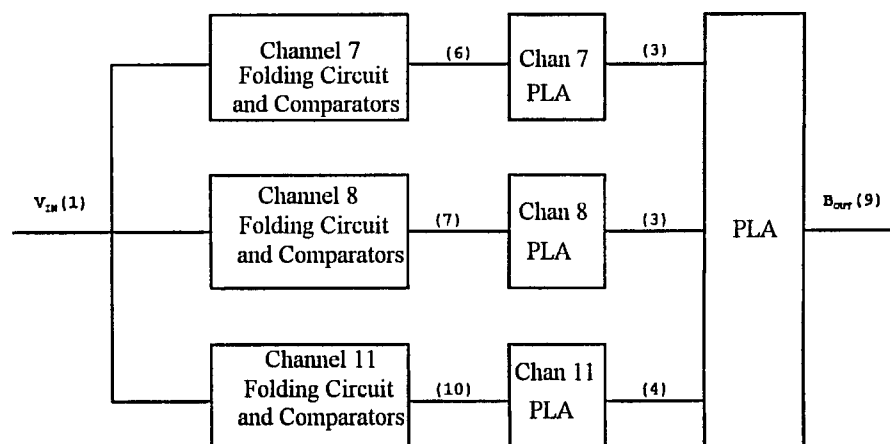 Channel 7
Folding Circuit
and Comparators
(6)
Chan 7
PLA
(3)
V_IN(1)
Channel 8
Folding Circuit
and Comparators
(7)
Chan 8
PLA
(3)
PLA
B_OUT(9)
Channel 11
Folding Circuit
and Comparators
(10)
Chan 11
PLA
(4)